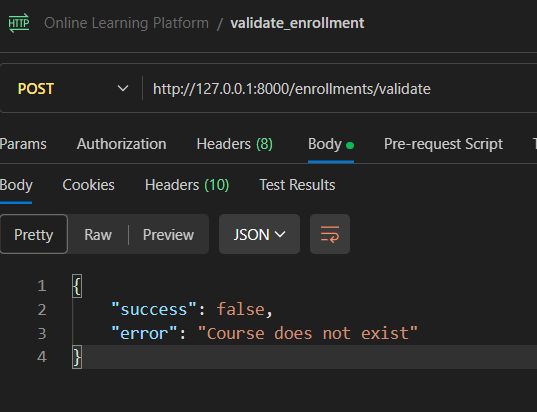 HTTP Online Learning Platform / validate_enrollment
POST http://127.0.0.1:8000/enrollments/validate
Params Authorization Headers (8) Body Pre-request Script
Body Cookies Headers (10) Test Results
Pretty Raw Preview JSON
1 {
2 "success": false,
3 "error": "Course does not exist"
4 }